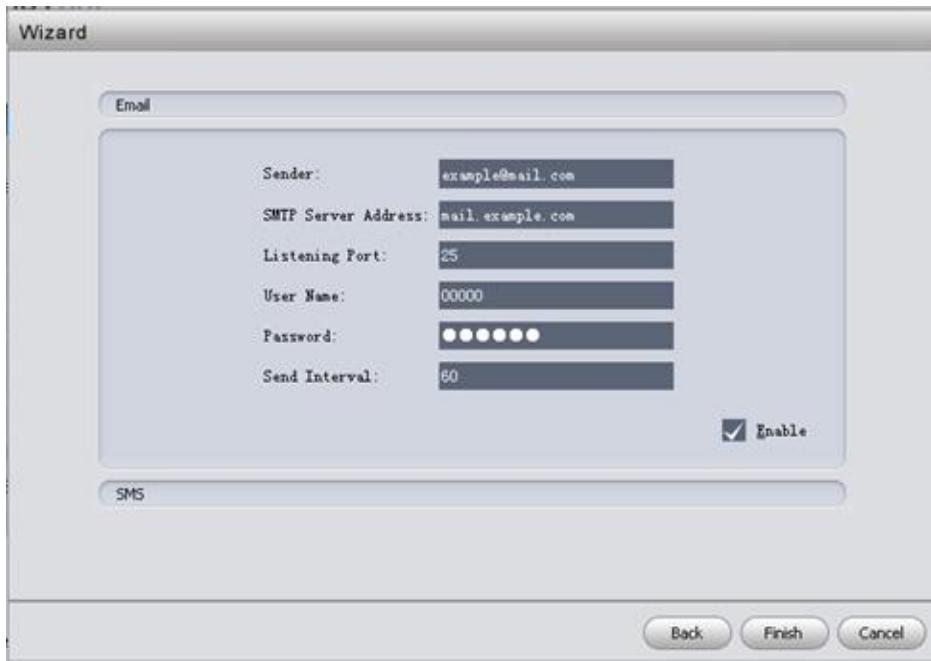 Wizard
Email
Sender: example@mail.com
SMTP Server Address: mail.example.com
Listening Port: 25
User Name: 00000
Password: ●●●●●●
Send Interval: 60
Enable
SMS
Back Finish Cancel